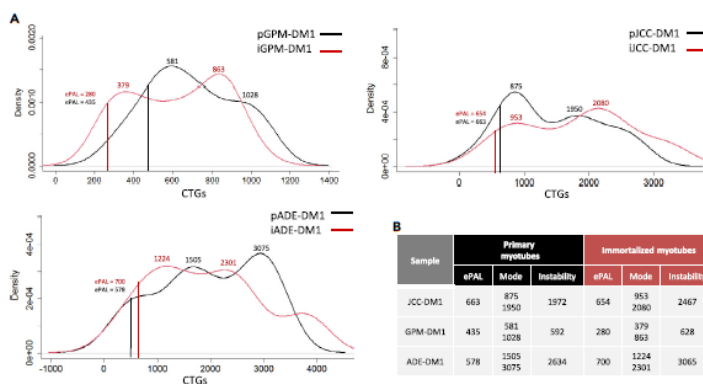 A
pGPM-DM1
iGPM-DM1
0.0020
0.0010
0.0000
Density
581
379
863
1028
ePAL = 280
ePAL = 435
0 200 400 600 800 1000 1200 1400
CTGs
pJCC-DM1
iJCC-DM1
8e-04
4e-04
0e+00
Density
875
953
1950
2080
ePAL = 654
ePAL = 663
0 1000 2000 3000
CTGs
pADE-DM1
iADE-DM1
4e-04
2e-04
0e+00
Density
1224
1505
2301
3075
ePAL = 700
ePAL = 578
-1000 0 1000 2000 3000 4000
CTGs
B
Sample Primary myotubes Immortalized myotubes
ePAL Mode Instability ePAL Mode Instability
JCC-DM1 663 875 1950 1972 654 953 2080 2467
GPM-DM1 435 581 1028 592 280 379 863 628
ADE-DM1 578 1505 3075 2634 700 1224 2301 3065